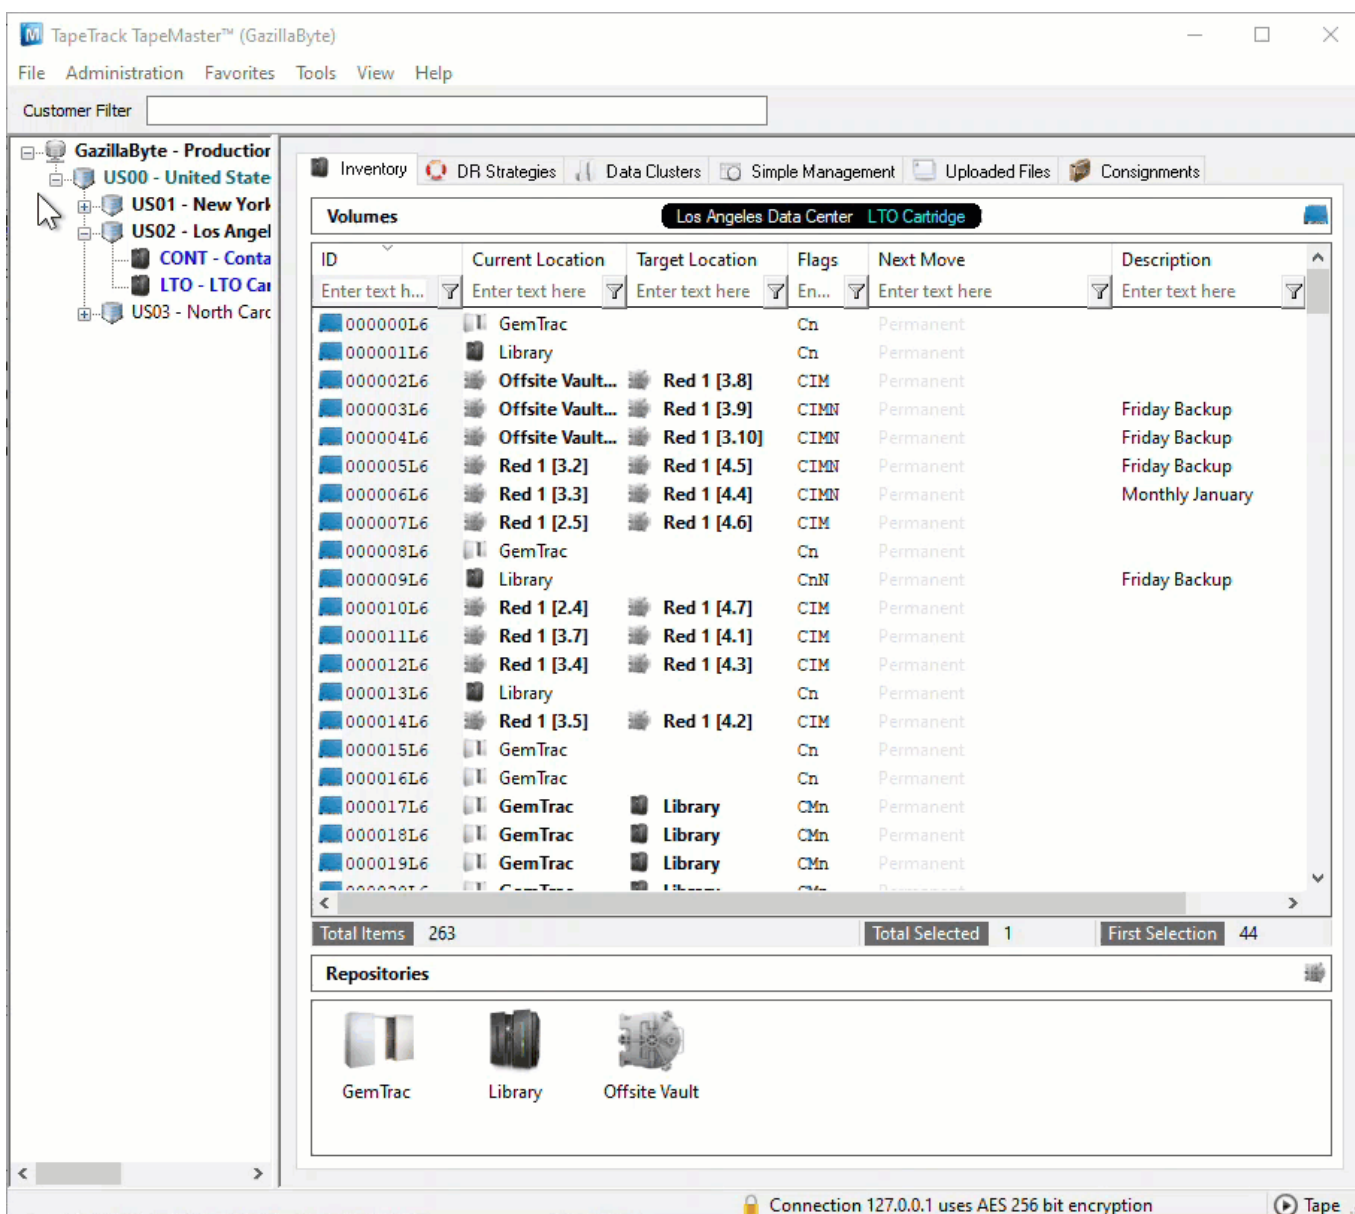 TapeTrack TapeMaster™ (GazillaByte)
File Administration Favorites Tools View Help
Customer Filter
GazillaByte - Production
US00 - United State
US01 - New York
US02 - Los Angel
CONT - Conta
LTO - LTO Car
US03 - North Carc
Inventory DR Strategies Data Clusters Simple Management Uploaded Files Consignments
Volumes Los Angeles Data Center LTO Cartridge
ID Current Location Target Location Flags Next Move Description
Enter text h... Enter text here Enter text here En... Enter text here Enter text here
000000L6 GemTrac Cn Permanent
000001L6 Library Cn Permanent
000002L6 Offsite Vault... Red 1 [3.8] CIM Permanent
000003L6 Offsite Vault... Red 1 [3.9] CIMN Permanent Friday Backup
000004L6 Offsite Vault... Red 1 [3.10] CIMN Permanent Friday Backup
000005L6 Red 1 [3.2] Red 1 [4.5] CIMN Permanent Friday Backup
000006L6 Red 1 [3.3] Red 1 [4.4] CIMN Permanent Monthly January
000007L6 Red 1 [2.5] Red 1 [4.6] CIM Permanent
000008L6 GemTrac Cn Permanent
000009L6 Library CnN Permanent Friday Backup
000010L6 Red 1 [2.4] Red 1 [4.7] CIM Permanent
000011L6 Red 1 [3.7] Red 1 [4.1] CIM Permanent
000012L6 Red 1 [3.4] Red 1 [4.3] CIM Permanent
000013L6 Library Cn Permanent
000014L6 Red 1 [3.5] Red 1 [4.2] CIM Permanent
000015L6 GemTrac Cn Permanent
000016L6 GemTrac Cn Permanent
000017L6 GemTrac Library CMn Permanent
000018L6 GemTrac Library CMn Permanent
000019L6 GemTrac Library CMn Permanent
000020L6 GemTrac Library CMn Permanent
Total Items 263 Total Selected 1 First Selection 44
Repositories
GemTrac Library Offsite Vault
Connection 127.0.0.1 uses AES 256 bit encryption Tape